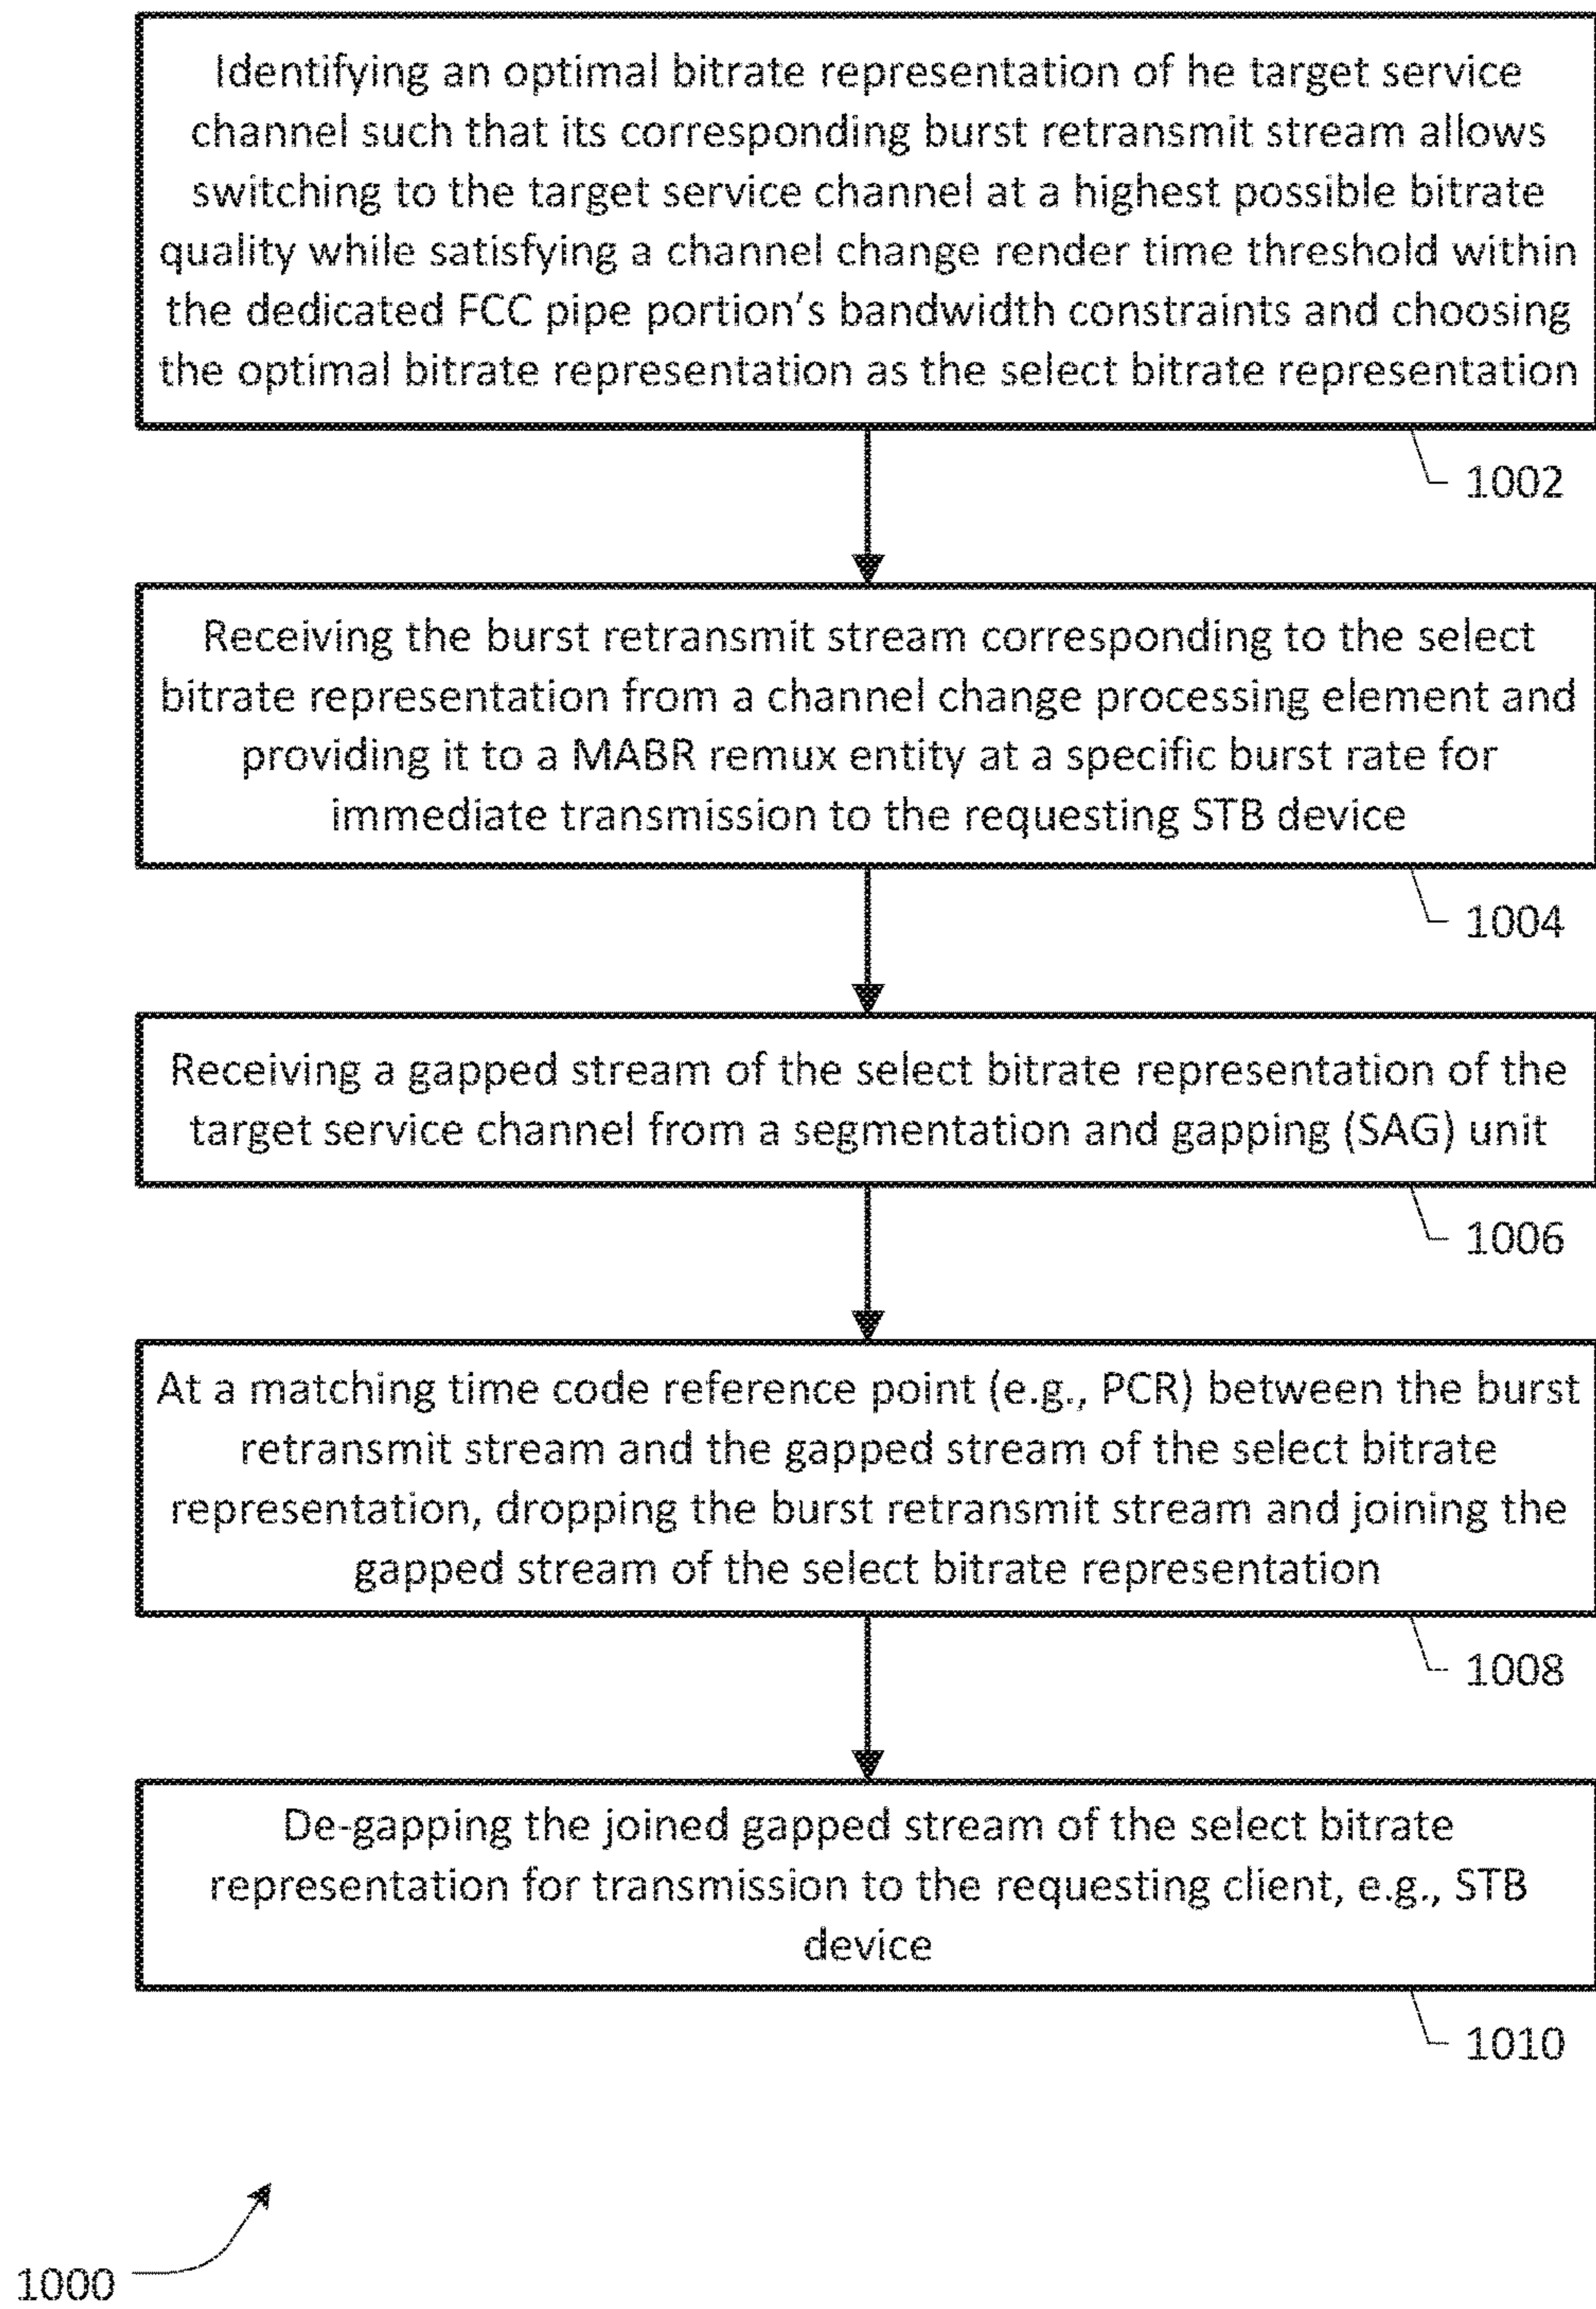 Identifying an optimal bitrate representation of he target service
channel such that its corresponding burst retransmit stream allows
switching to the target service channel at a highest possible bitrate
quality while satisfying a channel change render time threshold within
the dedicated FCC pipe portion's bandwidth constraints and choosing
the optimal bitrate representation as the select bitrate representation
1002
Receiving the burst retransmit stream corresponding to the select
bitrate representation from a channel change processing element and
providing it to a MABR remux entity at a specific burst rate for
immediate transmission to the requesting STB device
1004
Receiving a gapped stream of the select bitrate representation of the
target service channel from a segmentation and gapping (SAG) unit
1006
At a matching time code reference point (e.g., PCR) between the burst
retransmit stream and the gapped stream of the select bitrate
representation, dropping the burst retransmit stream and joining the
gapped stream of the select bitrate representation
1008
De-gapping the joined gapped stream of the select bitrate
representation for transmission to the requesting client, e.g., STB
device
1010
1000